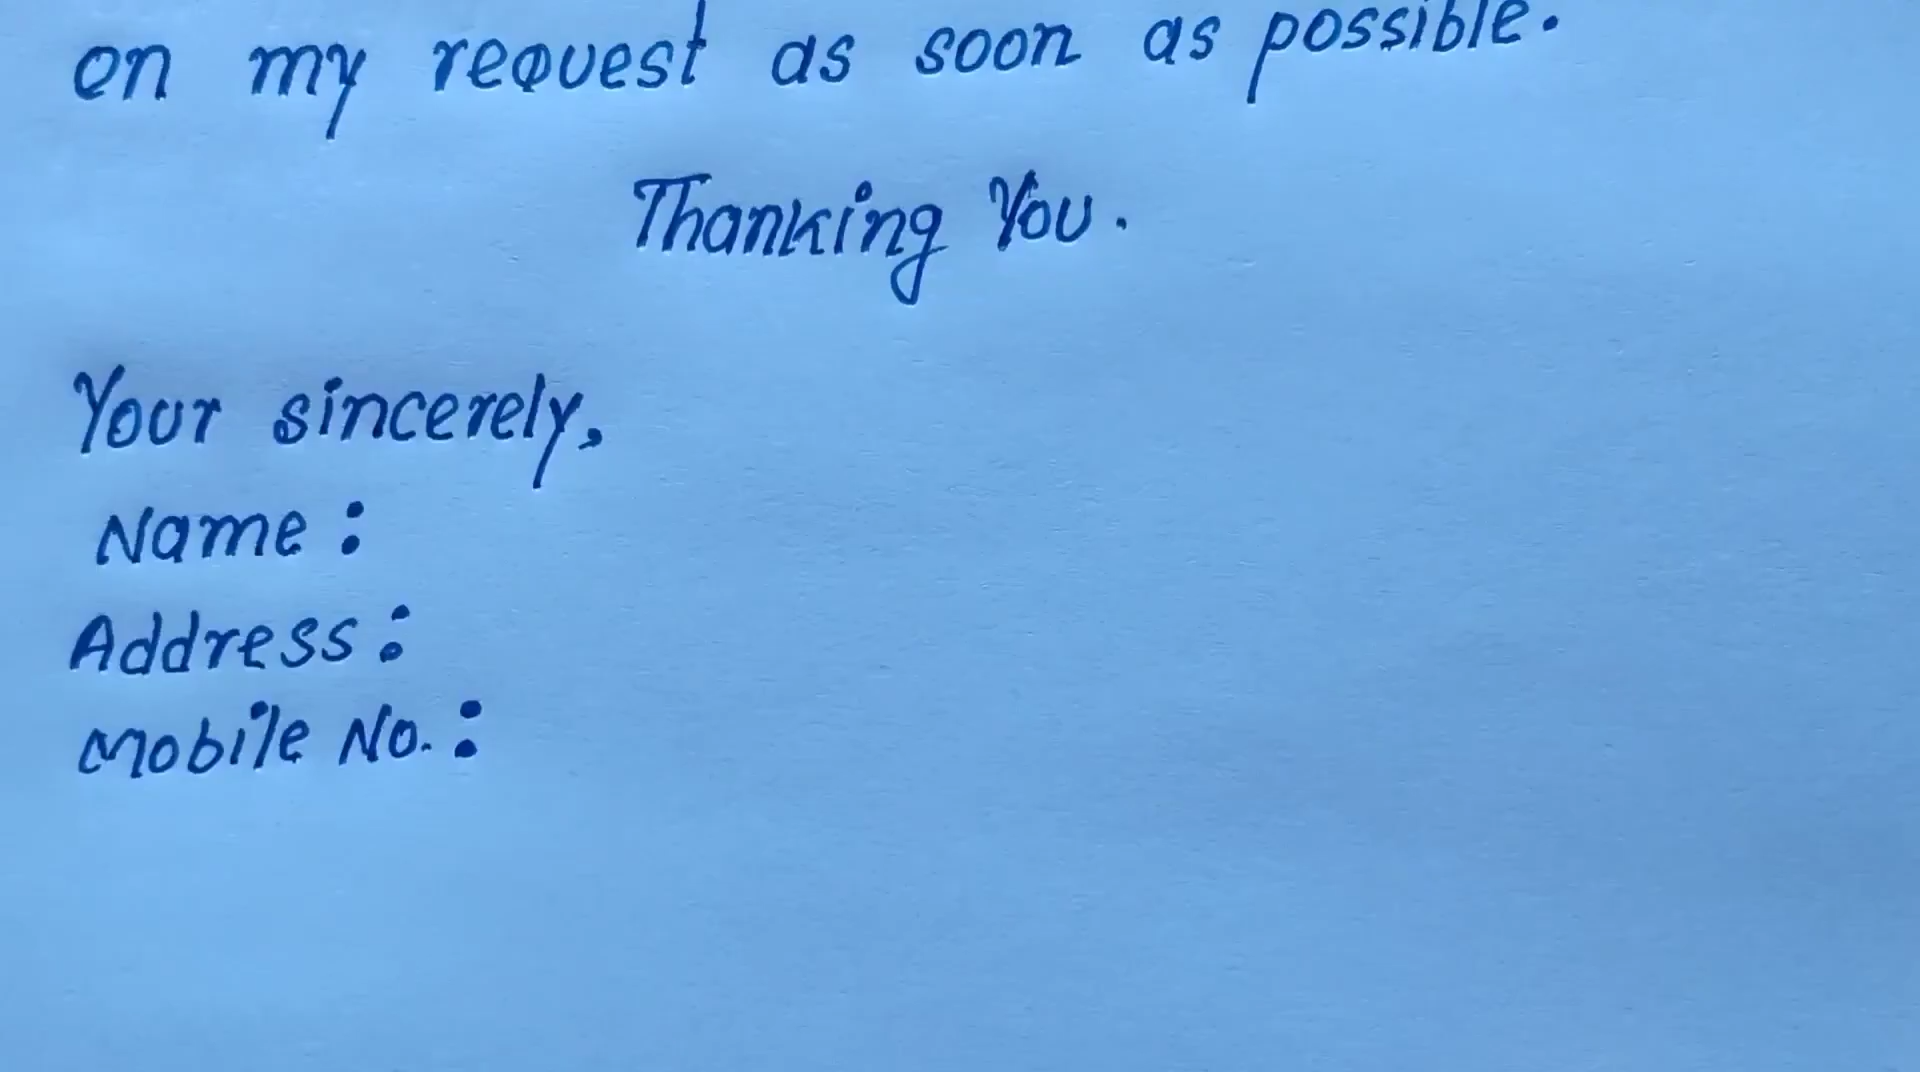 on my request as soon as possible.
Thanking You.
Your sincerely,
Name :
Address :
Mobile No. :